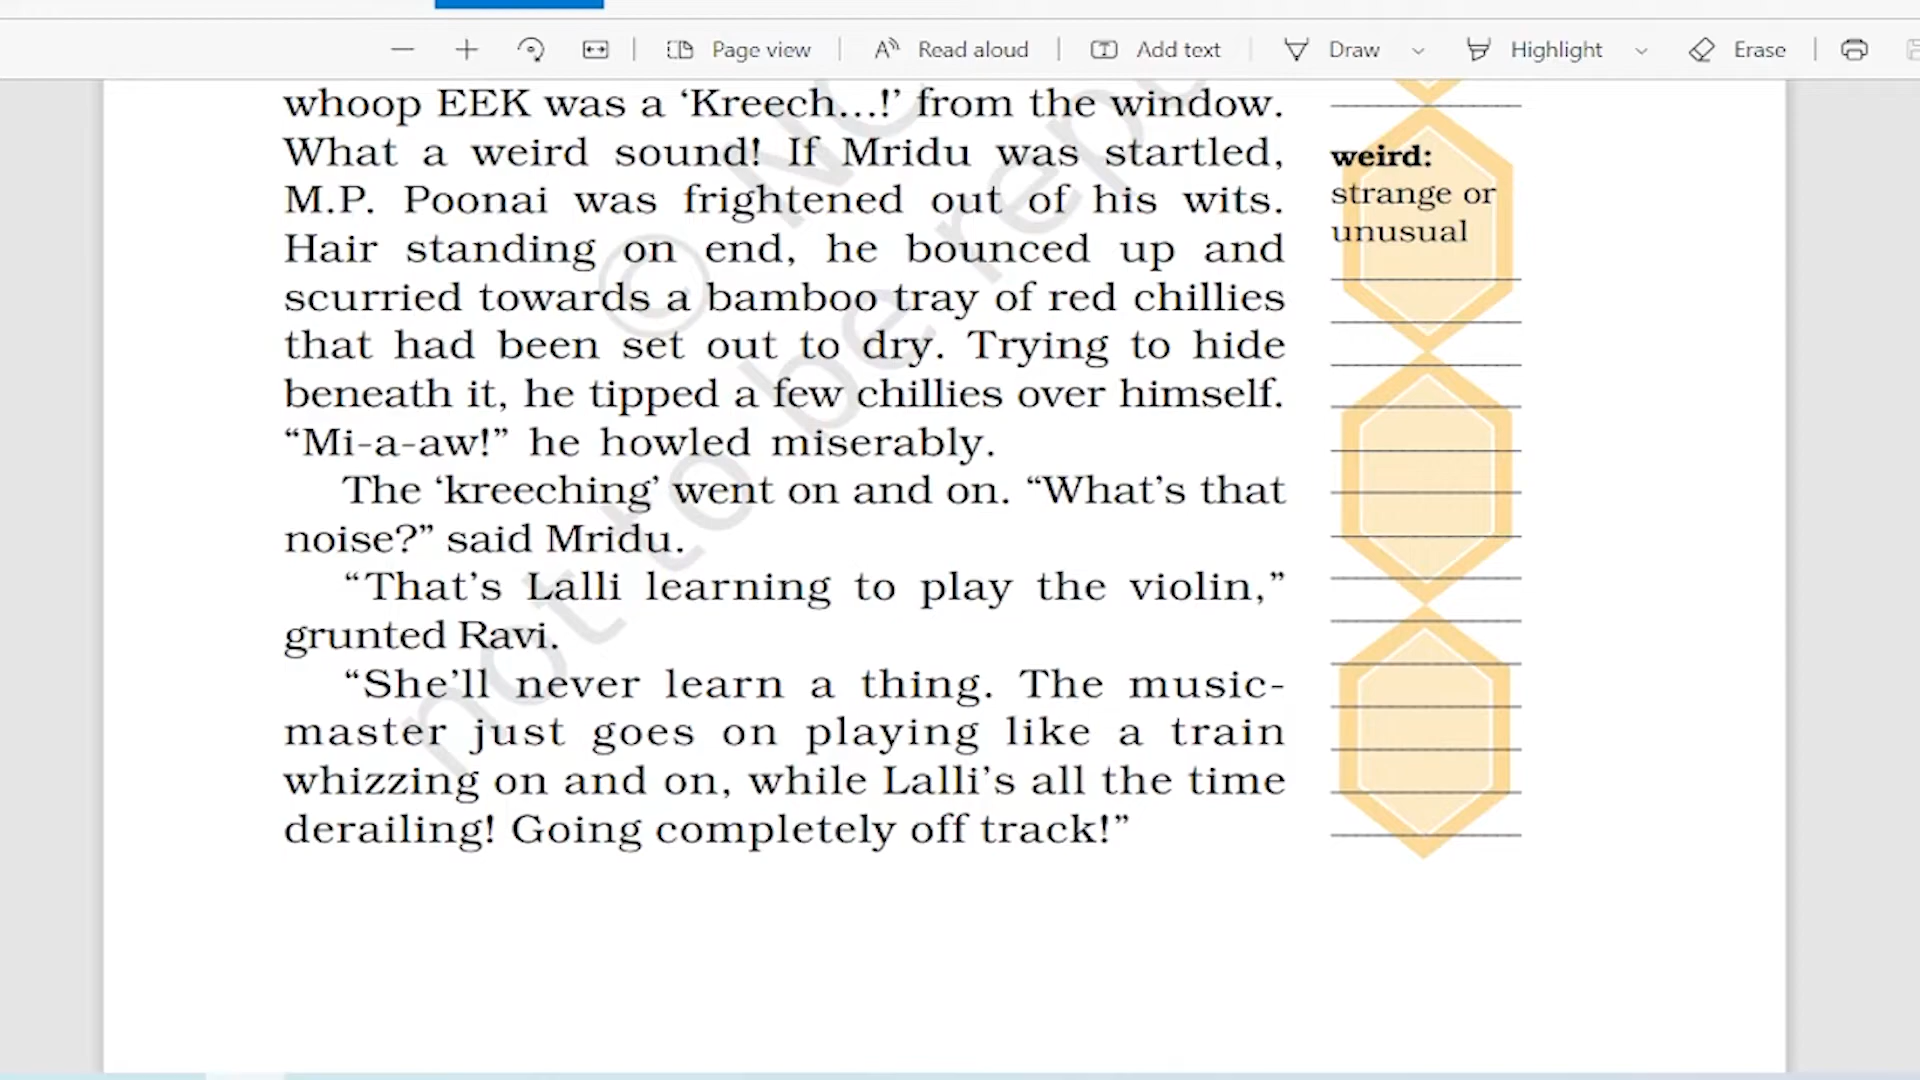 Page view
Read aloud
Add text
Draw
Highlight
Erase
whoop EEK was a ‘Kreech...!’ from the window.
What a weird sound! If Mridu was startled,
M.P. Poonai was frightened out of his wits.
Hair standing on end, he bounced up and
scurried towards a bamboo tray of red chillies
that had been set out to dry. Trying to hide
beneath it, he tipped a few chillies over himself.
“Mi-a-aw!” he howled miserably.
The ‘kreeching’ went on and on. “What’s that
noise?” said Mridu.
“That’s Lalli learning to play the violin,”
grunted Ravi.
“She’ll never learn a thing. The music-
master just goes on playing like a train
whizzing on and on, while Lalli’s all the time
derailing! Going completely off track!”
weird:
strange or
unusual
©
not to be